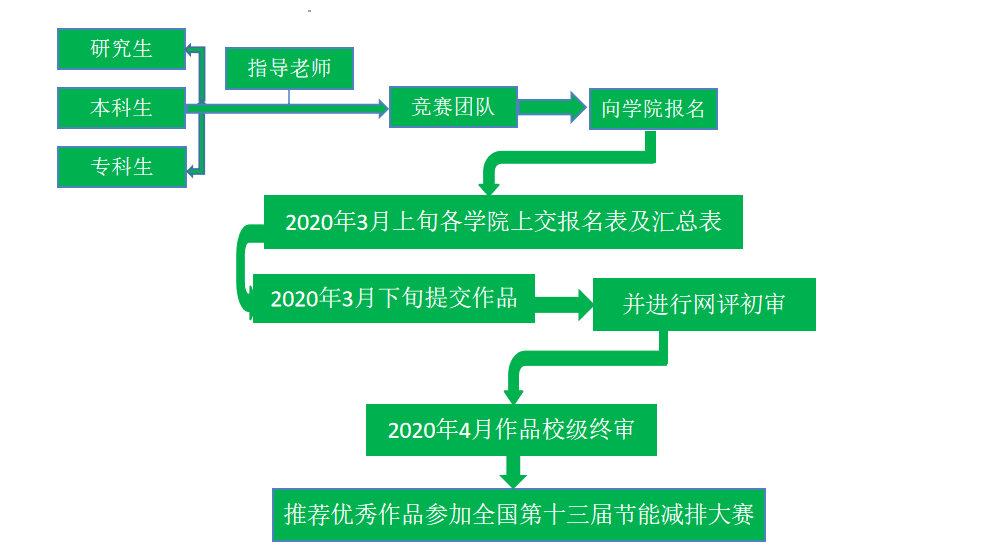 研究生
指导老师
本科生
竞赛团队
向学院报名
专科生
2020年3月上旬各学院上交报名表及汇总表
2020年3月下旬提交作品
并进行网评初审
2020年4月作品校级终审
推荐优秀作品参加全国第十三届节能减排大赛